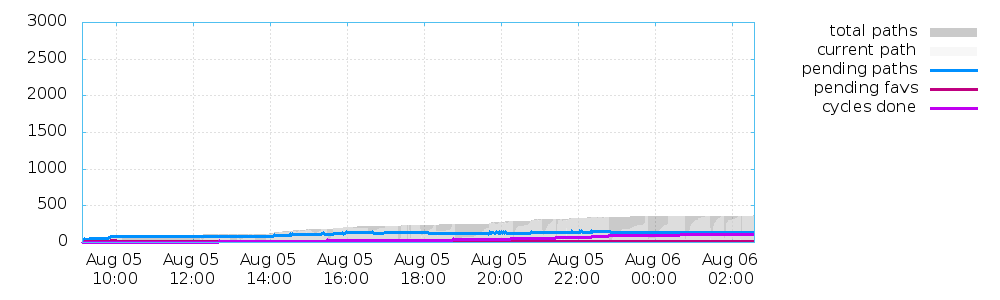 3000
2500
2000
1500
1000
500
0
Aug 05 Aug 05 Aug 05 Aug 05 Aug 05 Aug 05 Aug 05 Aug 06 Aug 06
10:00 12:00 14:00 16:00 18:00 20:00 22:00 00:00 02:00
total paths
current path
pending paths
pending favs
cycles done